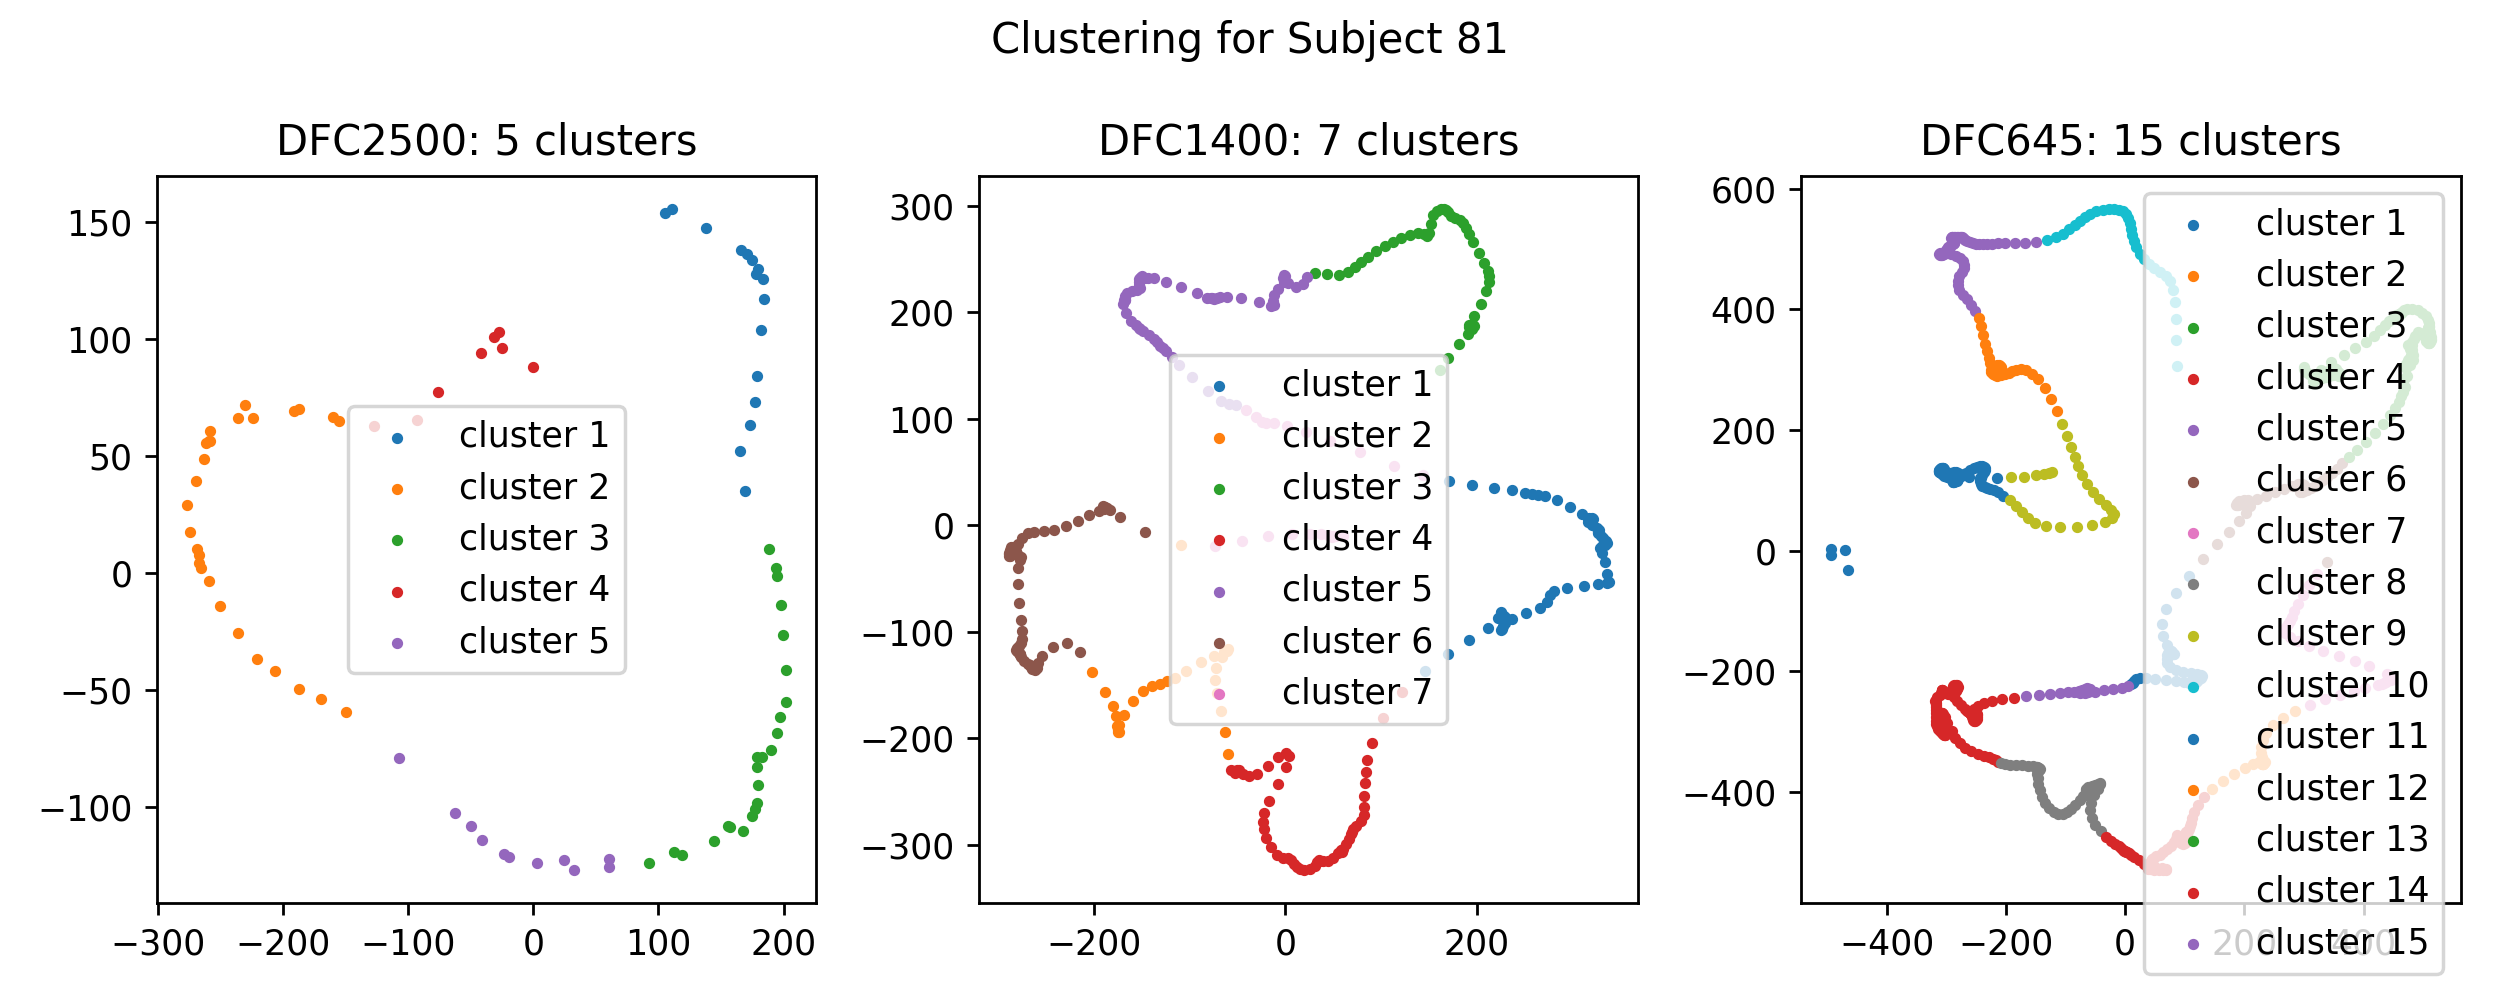 Clustering for Subject 81
DFC2500: 5 clusters
150
100
50
0
−50
−100
−300
−200
−100
0
100
200
cluster 1
cluster 2
cluster 3
cluster 4
cluster 5
DFC1400: 7 clusters
300
200
100
0
−100
−200
−300
−200
0
200
cluster 1
cluster 2
cluster 3
cluster 4
cluster 5
cluster 6
cluster 7
DFC645: 15 clusters
600
400
200
0
−200
−400
−400
−200
0
200
400
cluster 1
cluster 2
cluster 3
cluster 4
cluster 5
cluster 6
cluster 7
cluster 8
cluster 9
cluster 10
cluster 11
cluster 12
cluster 13
cluster 14
cluster 15